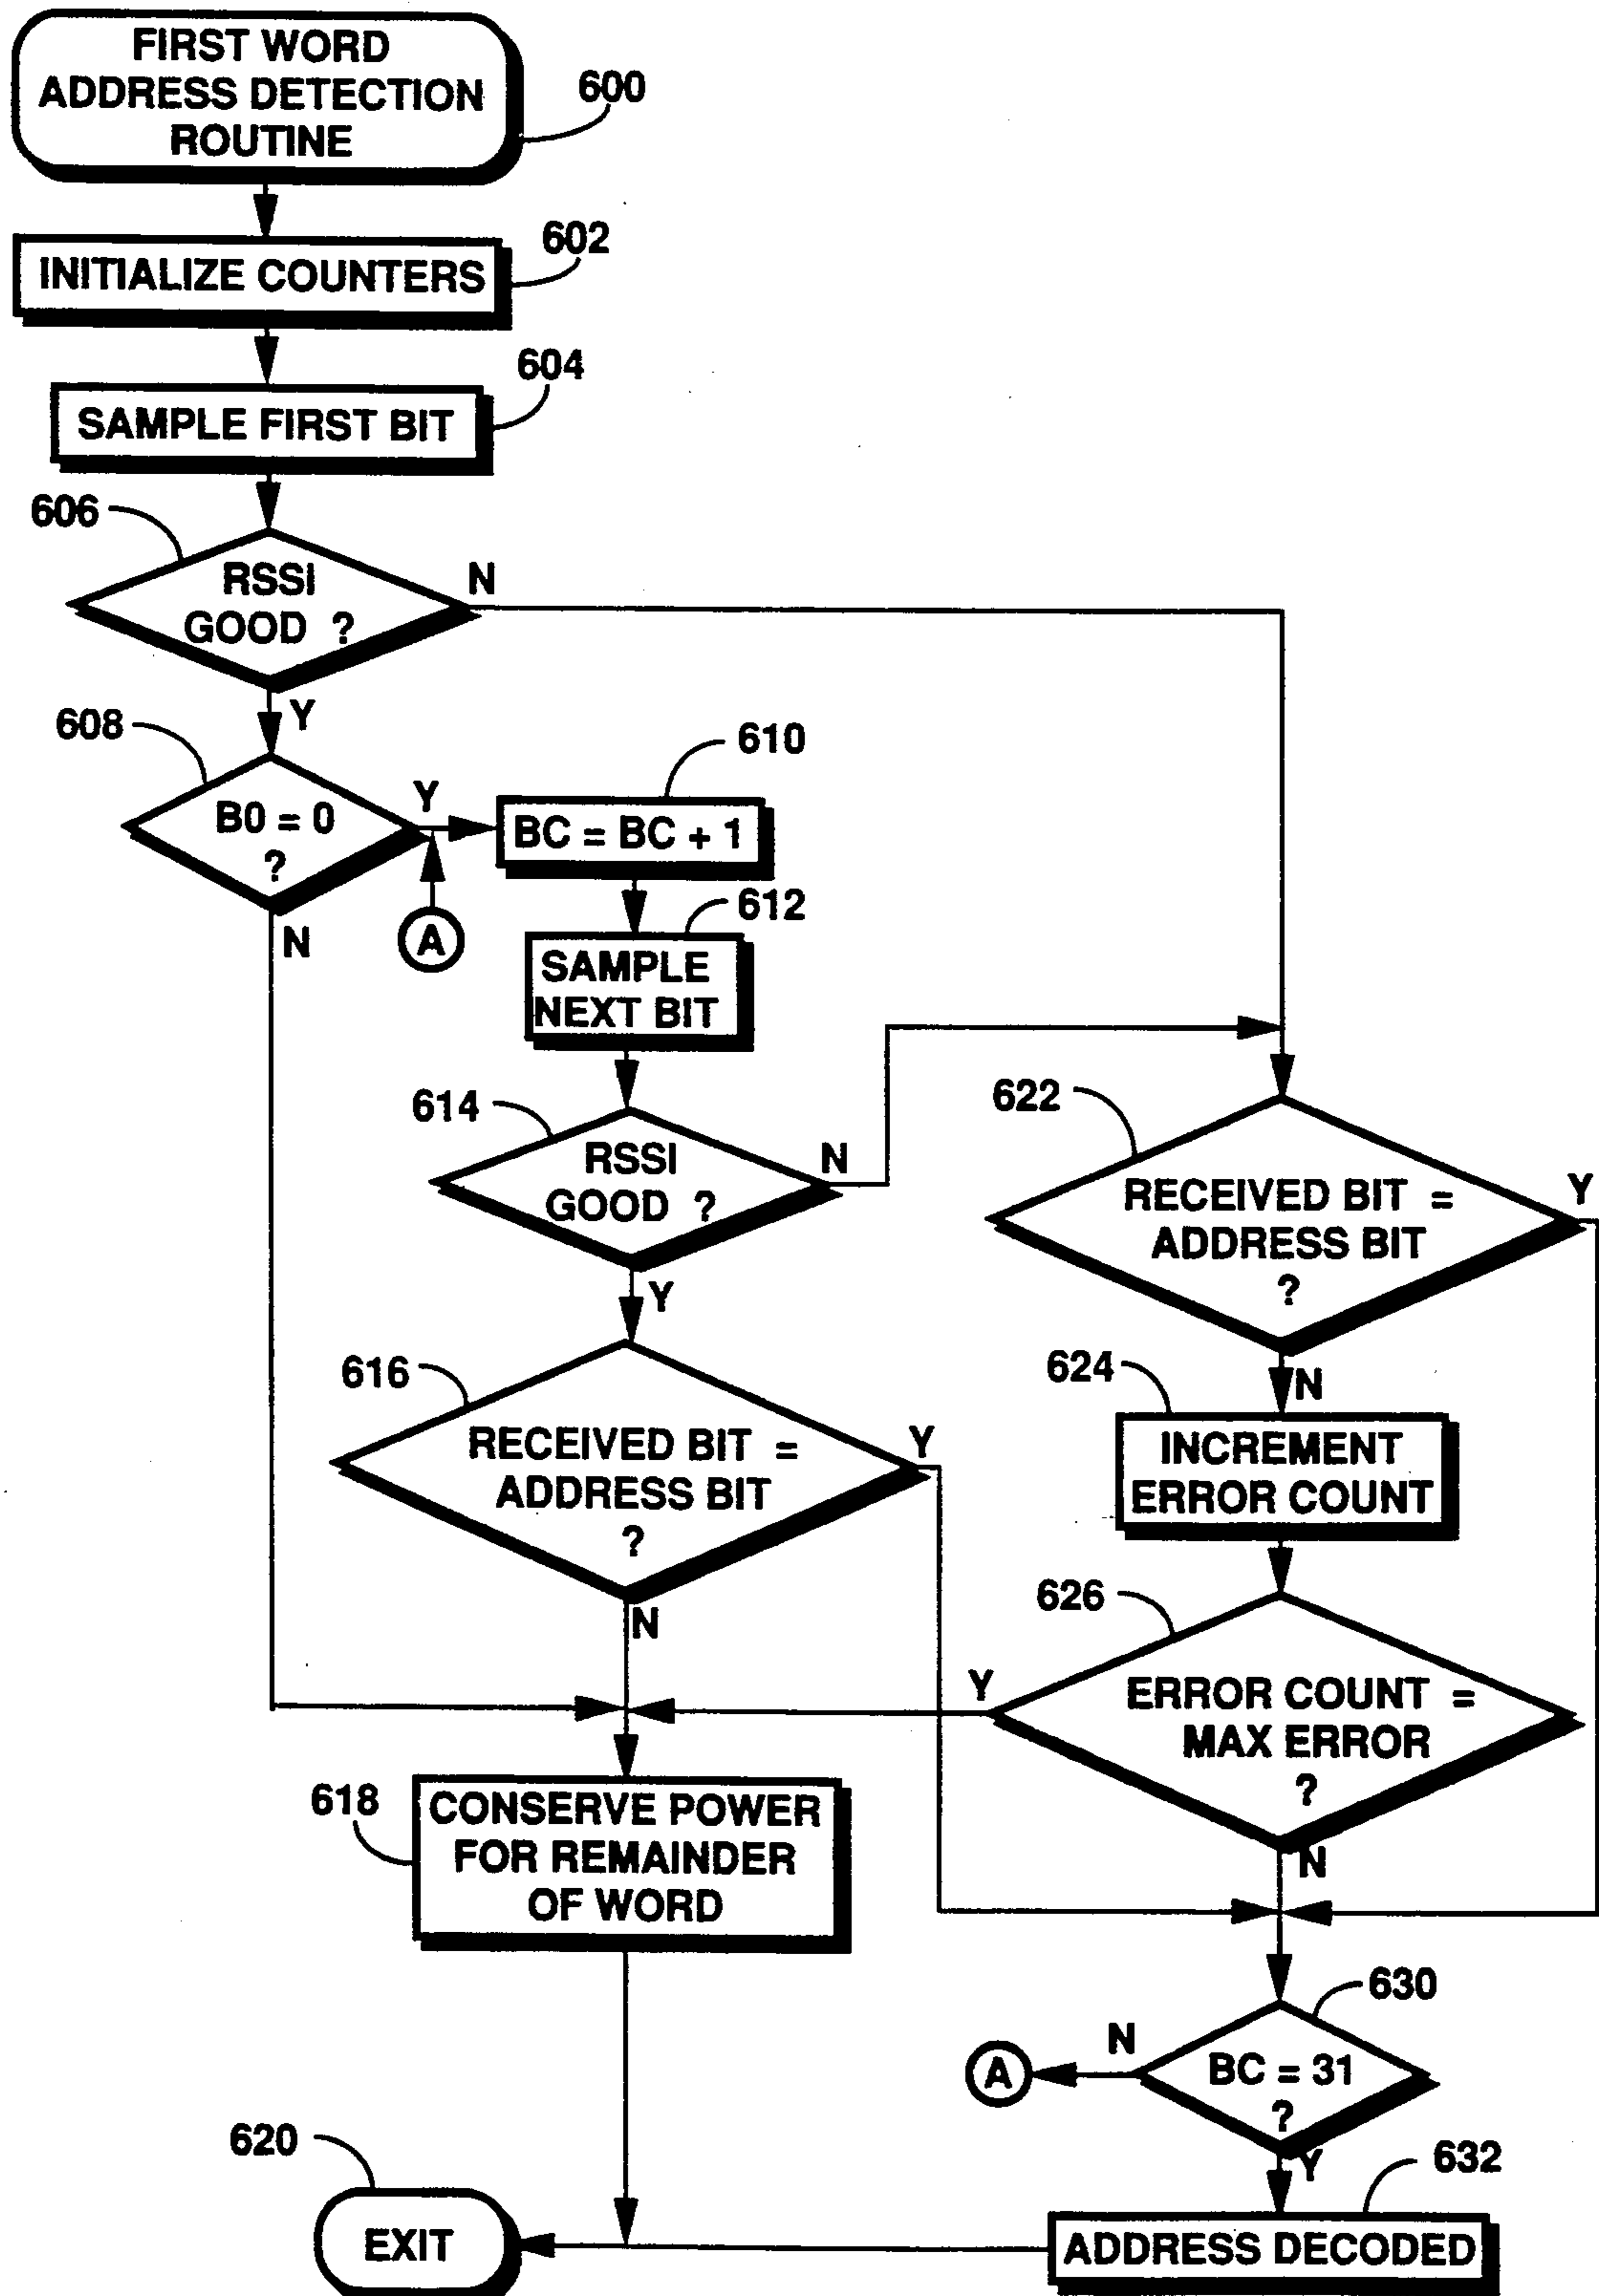 FIRST WORD
ADDRESS DETECTION
ROUTINE
600
602
INITIALIZE COUNTERS
604
SAMPLE FIRST BIT
606
RSSI
GOOD ?
N
Y
608
B0 = 0
?
Y
N
A
610
BC = BC + 1
612
SAMPLE
NEXT BIT
614
RSSI
GOOD ?
N
Y
616
RECEIVED BIT =
ADDRESS BIT
?
Y
N
622
RECEIVED BIT =
ADDRESS BIT
?
Y
N
624
INCREMENT
ERROR COUNT
626
ERROR COUNT =
MAX ERROR
?
Y
N
618
CONSERVE POWER
FOR REMAINDER
OF WORD
630
BC = 31
?
N
A
Y
632
ADDRESS DECODED
620
EXIT